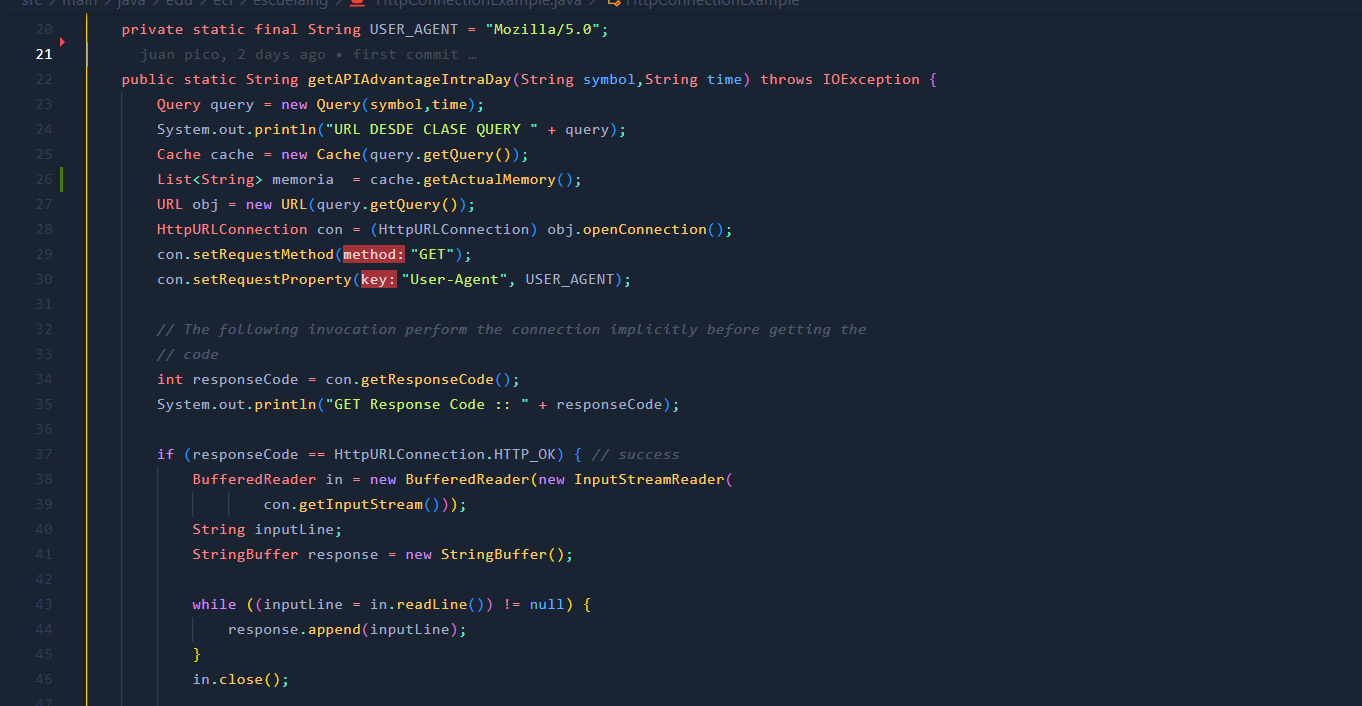 src > main > java > edu > eci > escuelaing > HttpConnectionExample.java > HttpConnectionExample
20 private static final String USER_AGENT = "Mozilla/5.0";
21 juan pico, 2 days ago • first commit …
22 public static String getAPIAdvantageIntraDay(String symbol,String time) throws IOException {
23 Query query = new Query(symbol,time);
24 System.out.println("URL DESDE CLASE QUERY " + query);
25 Cache cache = new Cache(query.getQuery());
26 List<String> memoria  = cache.getActualMemory();
27 URL obj = new URL(query.getQuery());
28 HttpURLConnection con = (HttpURLConnection) obj.openConnection();
29 con.setRequestMethod(method: "GET");
30 con.setRequestProperty(key: "User-Agent", USER_AGENT);
31
32 // The following invocation perform the connection implicitly before getting the
33 // code
34 int responseCode = con.getResponseCode();
35 System.out.println("GET Response Code :: " + responseCode);
36
37 if (responseCode == HttpURLConnection.HTTP_OK) { // success
38 BufferedReader in = new BufferedReader(new InputStreamReader(
39 con.getInputStream()));
40 String inputLine;
41 StringBuffer response = new StringBuffer();
42
43 while ((inputLine = in.readLine()) != null) {
44 response.append(inputLine);
45 }
46 in.close();
47